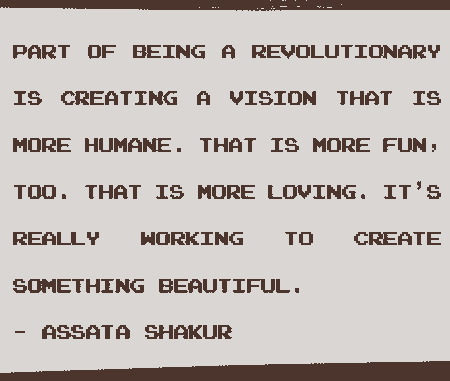 PART OF BEING A REVOLUTIONARY
IS CREATING A VISION THAT IS
MORE HUMANE. THAT IS MORE FUN,
TOO. THAT IS MORE LOVING. IT'S
REALLY WORKING TO CREATE
SOMETHING BEAUTIFUL.
- ASSATA SHAKUR